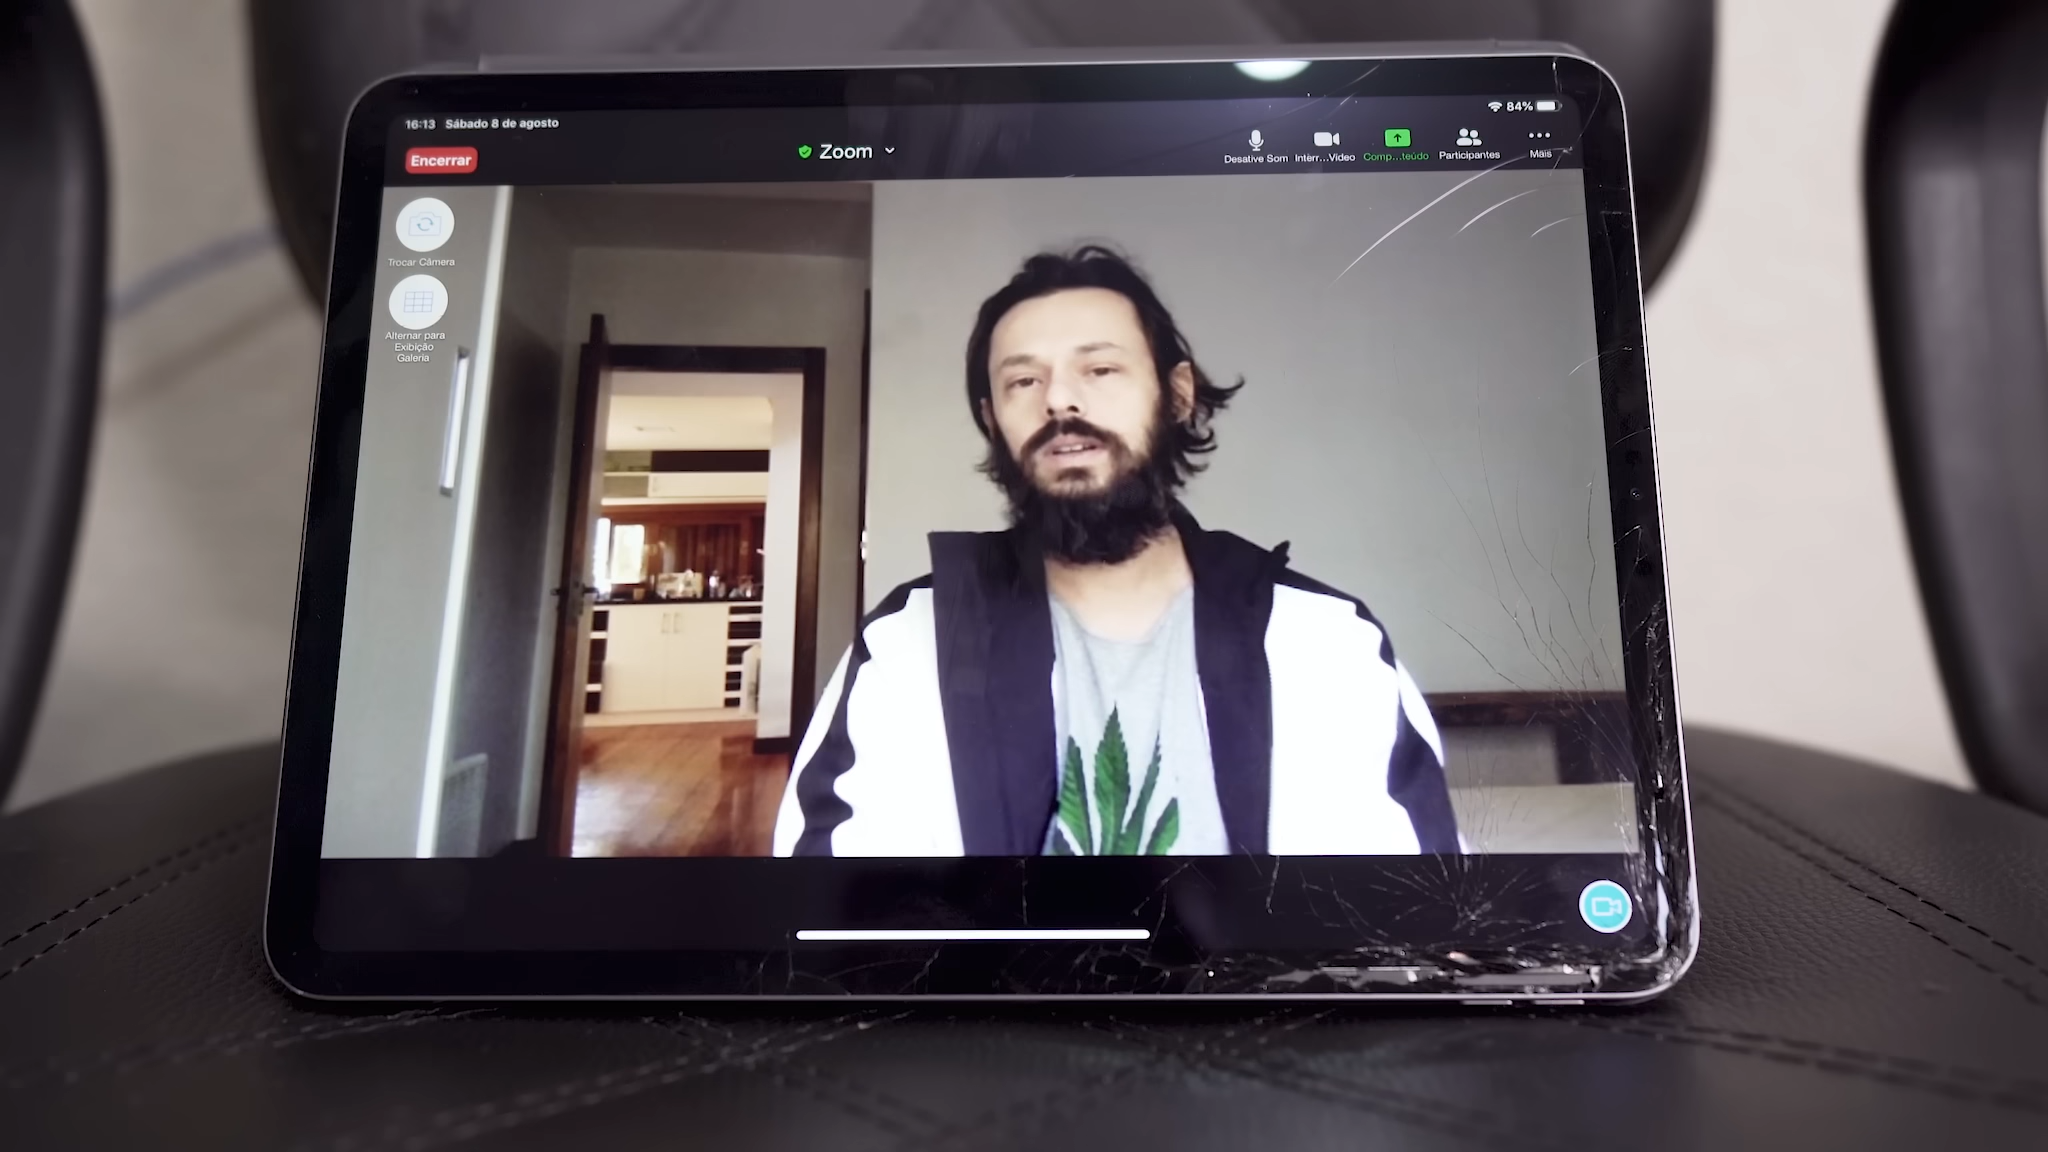 16:13 Sábado 8 de agosto
84%
Encerrar
Zoom
Desative Som Interr...Vídeo Comp...teúdo Participantes Mais
Trocar Câmera
Alternar para
Exibição
Galeria